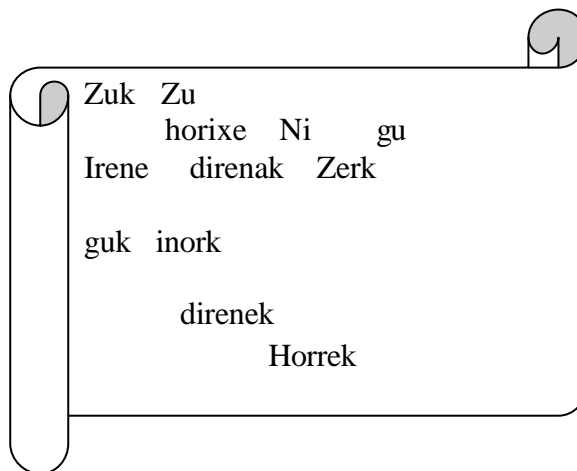 Zuk Zu
horixe Ni gu
Irene direnak Zerk
guk inork
direnek
Horrek